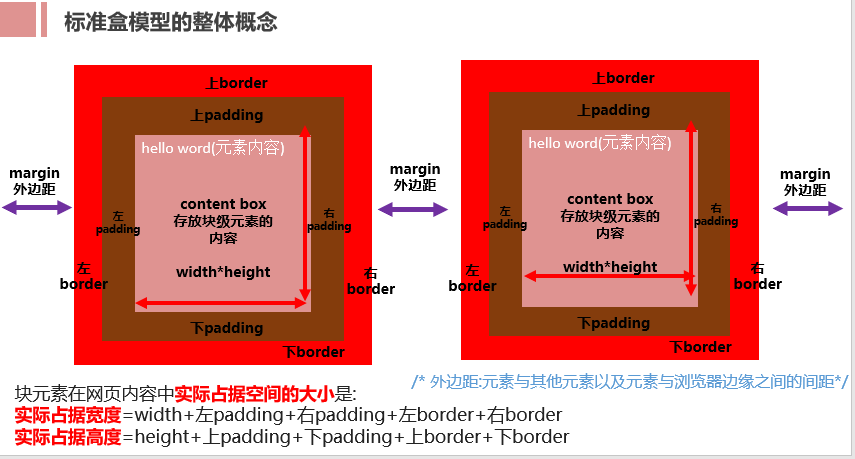 标准盒模型的整体概念
上border
上padding
hello word(元素内容)
margin
外边距
content box
存放块级元素的
内容
左
padding
右
padding
width*height
左
border
右
border
下padding
下border
margin
外边距
上border
上padding
hello word(元素内容)
content box
存放块级元素的
内容
左
padding
右
padding
width*height
左
border
右
border
下padding
下border
margin
外边距
/* 外边距:元素与其他元素以及元素与浏览器边缘之间的间距*/
块元素在网页内容中实际占据空间的大小是:
实际占据宽度=width+左padding+右padding+左border+右border
实际占据高度=height+上padding+下padding+上border+下border